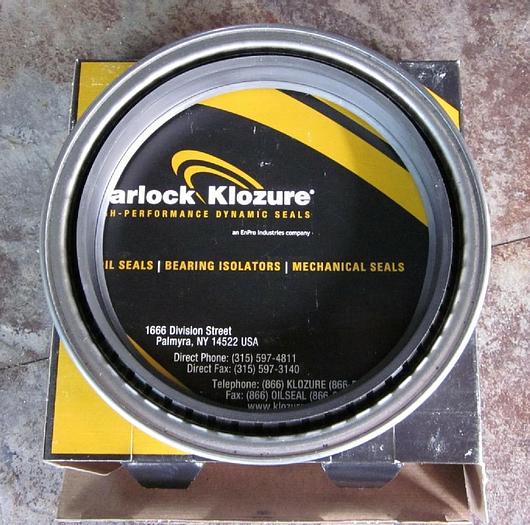 arlock Klozure®
H-PERFORMANCE DYNAMIC SEALS
an EnPro Industries company
IL SEALS | BEARING ISOLATORS | MECHANICAL SEALS
1666 Division Street
Palmyra, NY 14522 USA
Direct Phone: (315) 597-4811
Direct Fax: (315) 597-3140
Telephone: (866) KLOZURE (866-
Fax: (866) OILSEAL (866-
www.klozure